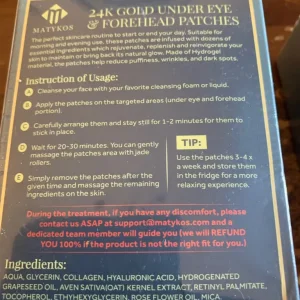 MATYKOS
24K GOLD UNDER EYE
& FOREHEAD PATCHES
The perfect skincare routine to start or end your day. Suitable for
morning and evening use, these patches are infused with dozens of
essential ingredients which rejuvenate, replenish and reinvigorate your
skin to maintain or bring back its natural glow. Made of Hydrogel
material, the patches help reduce puffiness, wrinkles, and dark spots.
Instruction of Usage:
A Cleanse your face with your favorite cleansing foam or liquid.
B Apply the patches on the targeted areas (under eye and forehead
portion).
C Carefully arrange them and stay still for 1-2 minutes for them to
stick in place.
D Wait for 20-30 minutes. You can gently
massage the patches area with jade
rollers.
E Simply remove the patches after the
given time and massage the remaining
ingredients on the skin
TIP:
Use the patches 3-4 x
a week and store them
in the fridge for a more
relaxing experience.
During the treatment, if you have any discomfort, please
contact us ASAP at support@matykos.com and a
dedicated team member will guide you (we will REFUND
YOU 100% if the product is not the right fit for you.)
Ingredients:
AQUA, GLYCERIN, COLLAGEN, HYALURONIC ACID, HYDROGENATED
GRAPESEED OIL, AVEN SATIVA(OAT) KERNEL EXTRACT, RETINYL PALMITATE,
TOCOPHEROL, ETHYHEXYGLYCERIN, ROSE FLOWER OIL, MICA.